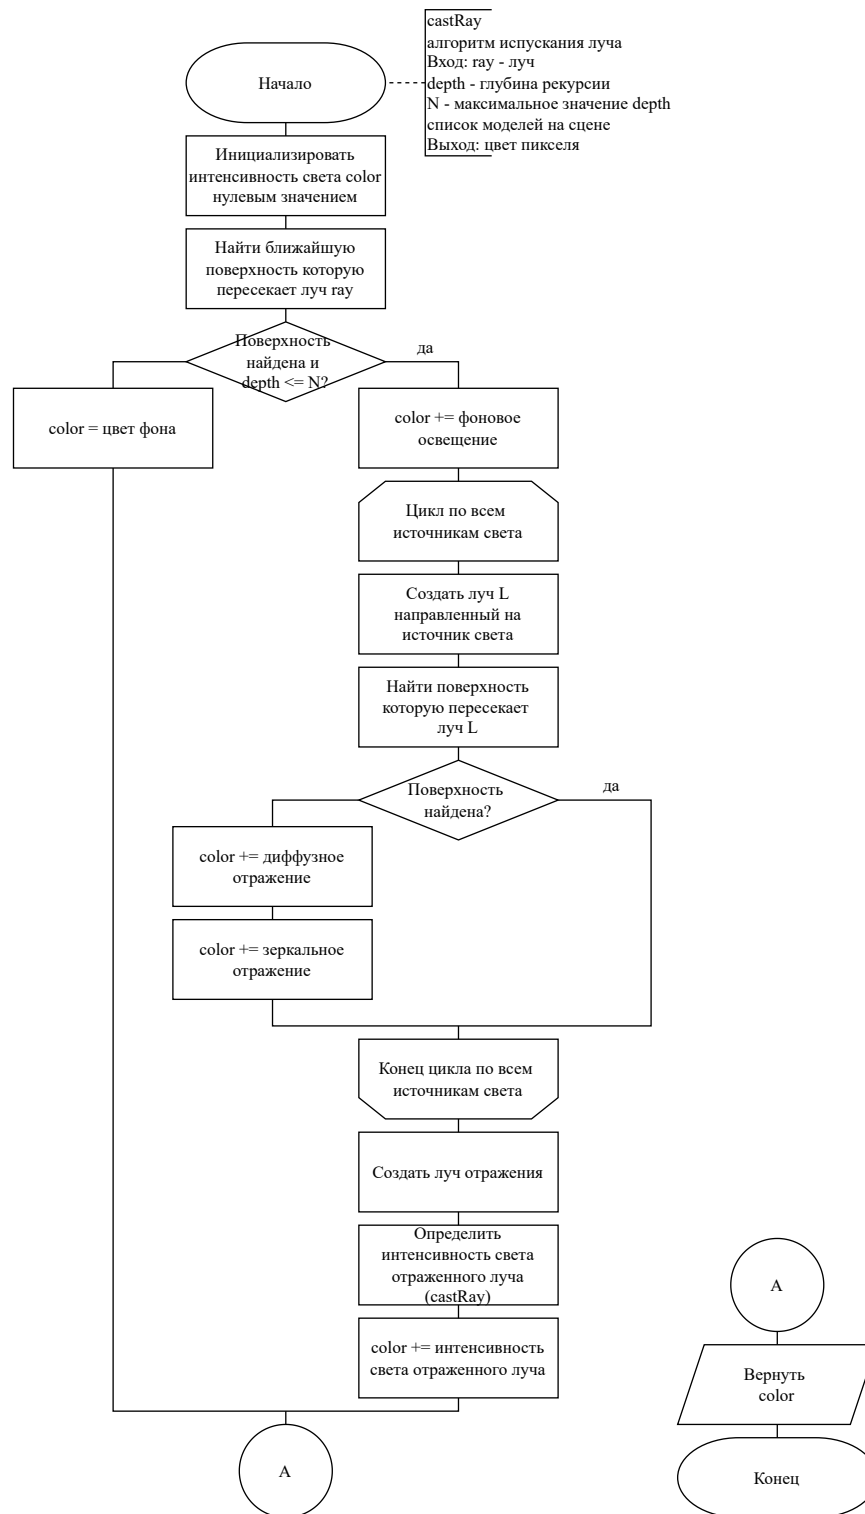 castRay
алгоритм испускания луча
Вход: ray - луч
depth - глубина рекурсии
N - максимальное значение depth
список моделей на сцене
Выход: цвет пикселя
Начало
Инициализировать
интенсивность света color
нулевым значением
Найти ближайшую
поверхность которую
пересекает луч ray
Поверхность
найдена и
depth <= N?
да
color = цвет фона
color += фоновое
освещение
Цикл по всем
источникам света
Создать луч L
направленный на
источник света
Найти поверхность
которую пересекает
луч L
Поверхность
найдена?
да
color += диффузное
отражение
color += зеркальное
отражение
Конец цикла по всем
источникам света
Создать луч отражения
Определить
интенсивность света
отраженного луча
(castRay)
color += интенсивность
света отраженного луча
A
A
Вернуть
color
Конец